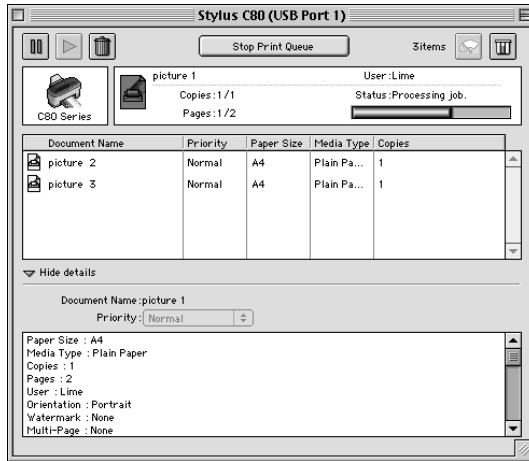 Stylus C80 (USB Port 1)
Stop Print Queue
3items
C80 Series
picture 1
User:Lime
Copies:1/1
Status:Processing job.
Pages:1/2
Document Name Priority Paper Size Media Type Copies
picture 2 Normal A4 Plain Pa... 1
picture 3 Normal A4 Plain Pa... 1
Hide details
Document Name:picture 1
Priority: Normal
Paper Size : A4
Media Type : Plain Paper
Copies : 1
Pages : 2
User : Lime
Orientation : Portrait
Watermark : None
Multi-Page : None